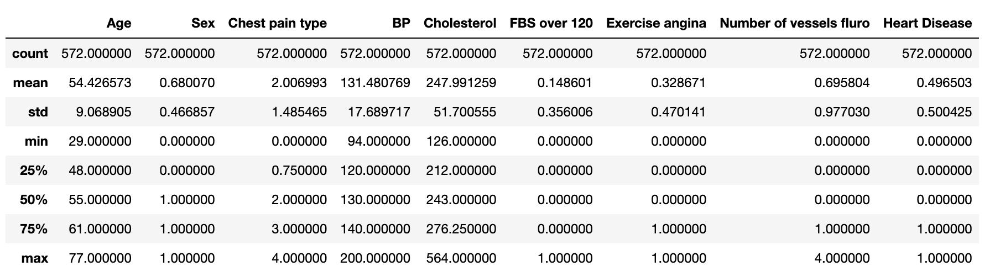 Age Sex Chest pain type BP Cholesterol FBS over 120 Exercise angina Number of vessels fluro Heart Disease
count 572.000000 572.000000 572.000000 572.000000 572.000000 572.000000 572.000000 572.000000 572.000000
mean 54.426573 0.680070 2.006993 131.480769 247.991259 0.148601 0.328671 0.695804 0.496503
std 9.068905 0.466857 1.485465 17.689717 51.700555 0.356006 0.470141 0.977030 0.500425
min 29.000000 0.000000 0.000000 94.000000 126.000000 0.000000 0.000000 0.000000 0.000000
25% 48.000000 0.000000 0.750000 120.000000 212.000000 0.000000 0.000000 0.000000 0.000000
50% 55.000000 1.000000 2.000000 130.000000 243.000000 0.000000 0.000000 0.000000 0.000000
75% 61.000000 1.000000 3.000000 140.000000 276.250000 0.000000 1.000000 1.000000 1.000000
max 77.000000 1.000000 4.000000 200.000000 564.000000 1.000000 1.000000 4.000000 1.000000